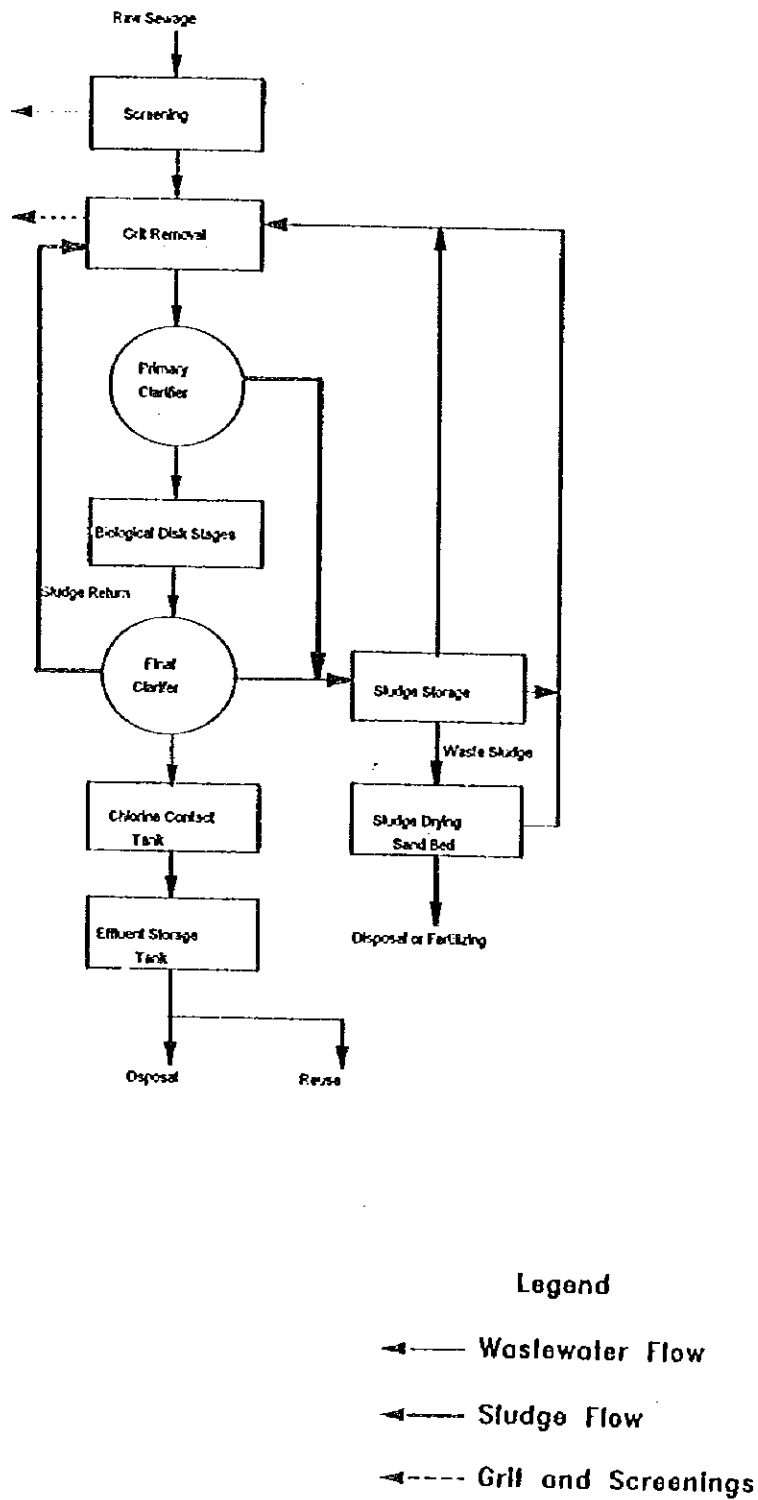 Raw Sewage
Screening
Grit Removal
Primary
Clarifier
Biological Disk Stages
Sludge Return
Final
Clarifer
Sludge Storage
Waste Sludge
Chlorine Contact
Tank
Sludge Drying
Sand Bed
Effluent Storage
Tank
Disposal or Fertilizing
Disposal
Reuse
Legend
Wastewater Flow
Sludge Flow
Grit and Screenings